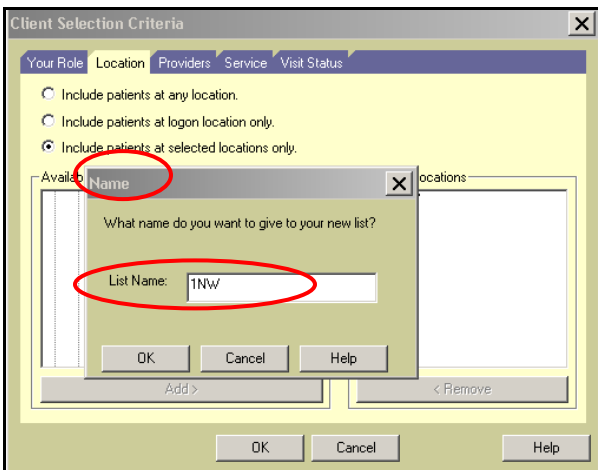 Client Selection Criteria
Your Role Location Providers Service Visit Status
Include patients at any location.
Include patients at logon location only.
Include patients at selected locations only.
Name
What name do you want to give to your new list?
List Name: 1NW
OK Cancel Help
Add > < Remove
OK Cancel Help